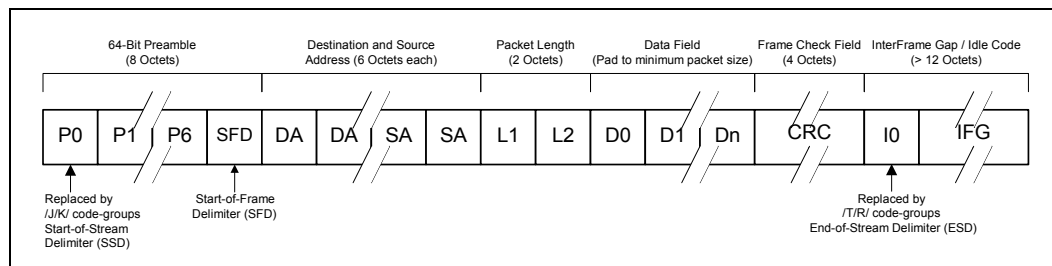 64-Bit Preamble
(8 Octets)
Destination and Source
Address (6 Octets each)
Packet Length
(2 Octets)
Data Field
(Pad to minimum packet size)
Frame Check Field
(4 Octets)
InterFrame Gap / Idle Code
(> 12 Octets)
P0 P1 P6 SFD DA DA SA SA L1 L2 D0 D1 Dn CRC I0 IFG
Replaced by
/J/K/ code-groups
Start-of-Stream
Delimiter (SSD)
Start-of-Frame
Delimiter (SFD)
Replaced by
/T/R/ code-groups
End-of-Stream Delimiter (ESD)